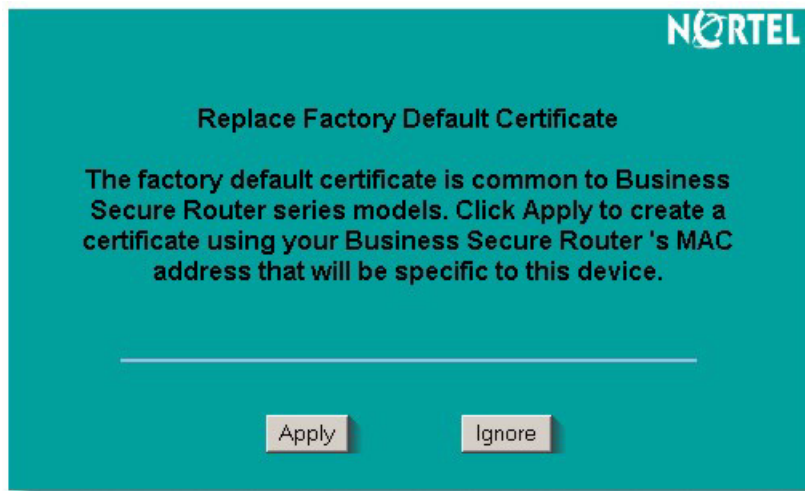 NORTEL
Replace Factory Default Certificate
The factory default certificate is common to Business
Secure Router series models. Click Apply to create a
certificate using your Business Secure Router 's MAC
address that will be specific to this device.
Apply
Ignore